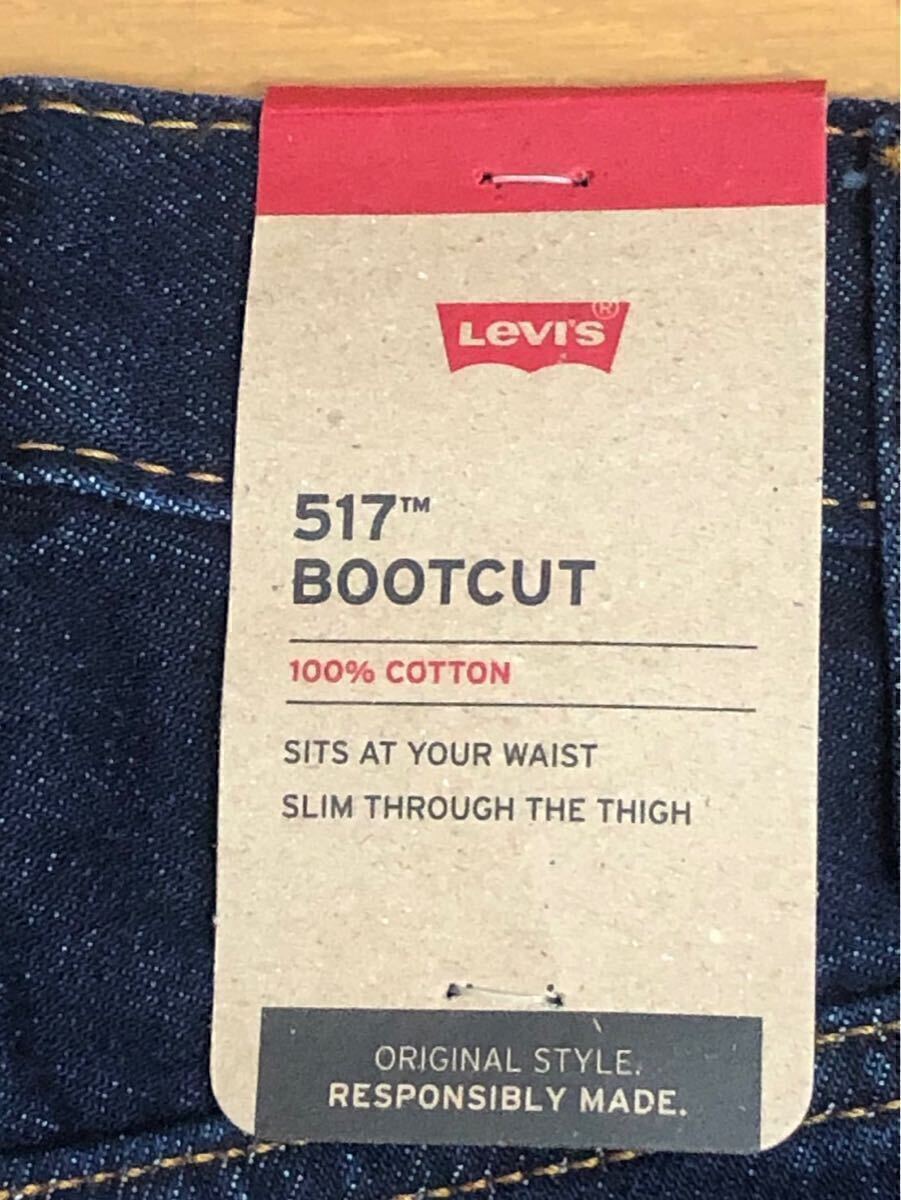 Levi's®
517™
BOOTCUT
100% COTTON
SITS AT YOUR WAIST
SLIM THROUGH THE THIGH
ORIGINAL STYLE.
RESPONSIBLY MADE.